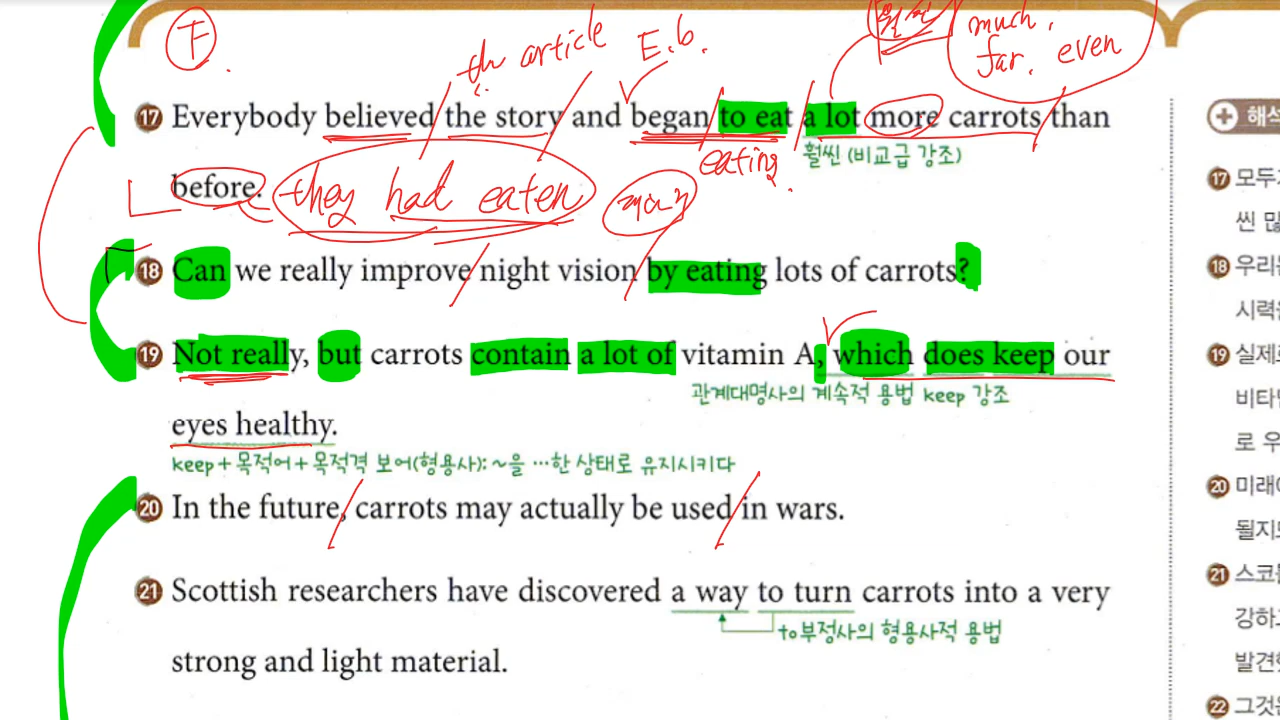 T
the article
E.b.
훨씬
much.
far. even
17 Everybody believed the story and began to eat a lot more carrots than
eating
훨씬 (비교급 강조)
before. they had eaten
해석
17 모두
씬 많
18 Can we really improve night vision by eating lots of carrots?
18 우리
시력
19 Not really, but carrots contain a lot of vitamin A, which does keep our
관계대명사의 계속적 용법 keep 강조
19 실제
비타
eyes healthy.
로 우
keep + 목적어 + 목적격 보어(형용사): ~을 …한 상태로 유지시키다
20 In the future, carrots may actually be used in wars.
20 미래
될지
21 Scottish researchers have discovered a way to turn carrots into a very
to부정사의 형용사적 용법
21 스코
강하
strong and light material.
발견
22 그것